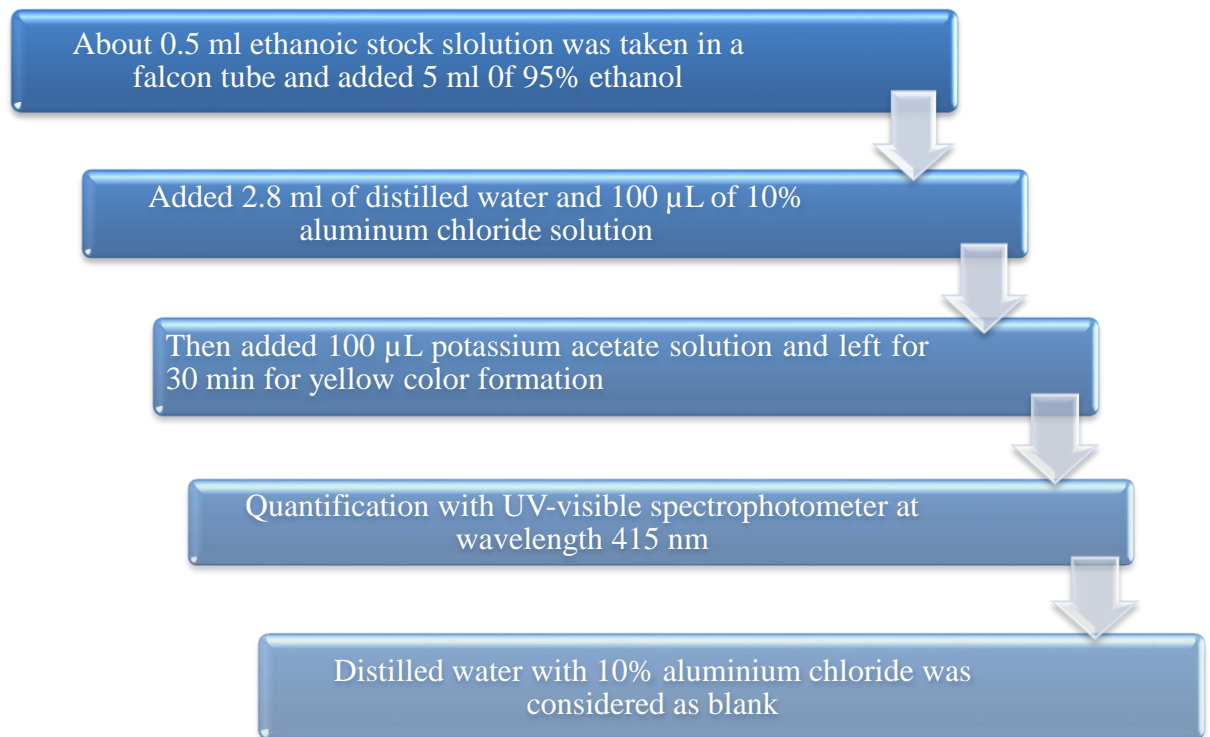 About 0.5 ml ethanoic stock slolution was taken in a
falcon tube and added 5 ml 0f 95% ethanol
Added 2.8 ml of distilled water and 100 µL of 10%
aluminum chloride solution
Then added 100 µL potassium acetate solution and left for
30 min for yellow color formation
Quantification with UV-visible spectrophotometer at
wavelength 415 nm
Distilled water with 10% aluminium chloride was
considered as blank